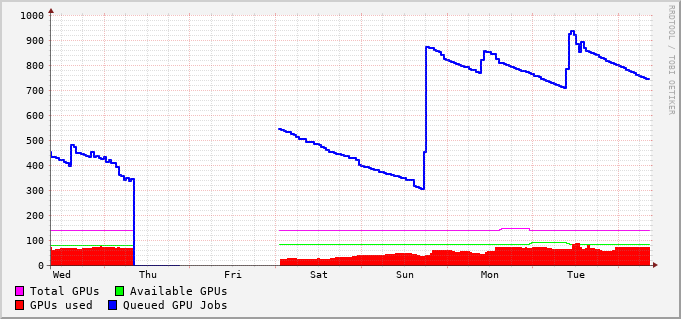 1000
900
800
700
600
500
400
300
200
100
0
Wed Thu Fri Sat Sun Mon Tue
Total GPUs Available GPUs
GPUs used Queued GPU Jobs
RRDTOOL / TOBI OETIKER